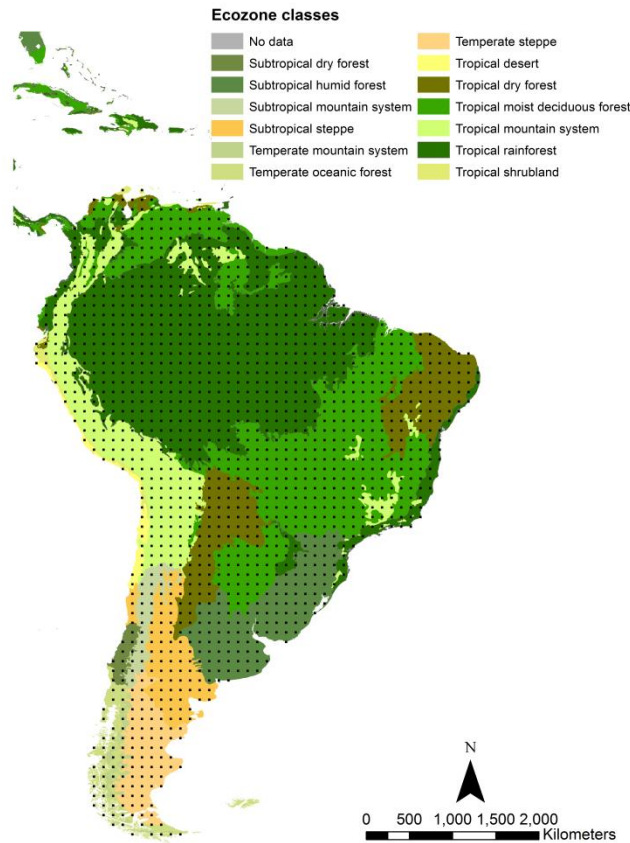 Ecozone classes
No data
Subtropical dry forest
Subtropical humid forest
Subtropical mountain system
Subtropical steppe
Temperate mountain system
Temperate oceanic forest
Temperate steppe
Tropical desert
Tropical dry forest
Tropical moist deciduous forest
Tropical mountain system
Tropical rainforest
Tropical shrubland
N
0 500 1,000 1,500 2,000
Kilometers